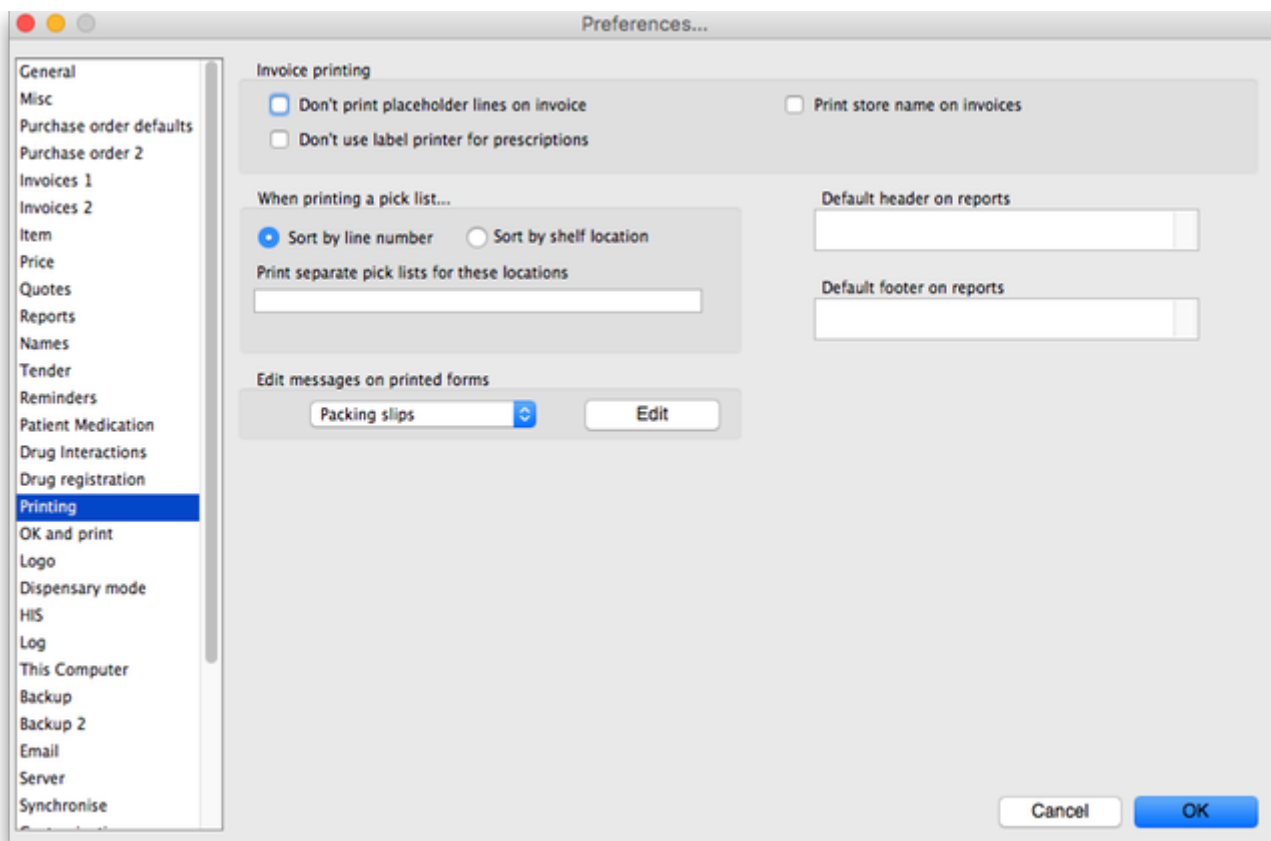 Preferences...
General
Misc
Purchase order defaults
Purchase order 2
Invoices 1
Invoices 2
Item
Price
Quotes
Reports
Names
Tender
Reminders
Patient Medication
Drug Interactions
Drug registration
Printing
OK and print
Logo
Dispensary mode
HIS
Log
This Computer
Backup
Backup 2
Email
Server
Synchronise
Invoice printing
Don't print placeholder lines on invoice
Print store name on invoices
Don't use label printer for prescriptions
When printing a pick list...
Sort by line number
Sort by shelf location
Print separate pick lists for these locations
Default header on reports
Default footer on reports
Edit messages on printed forms
Packing slips
Edit
Cancel
OK